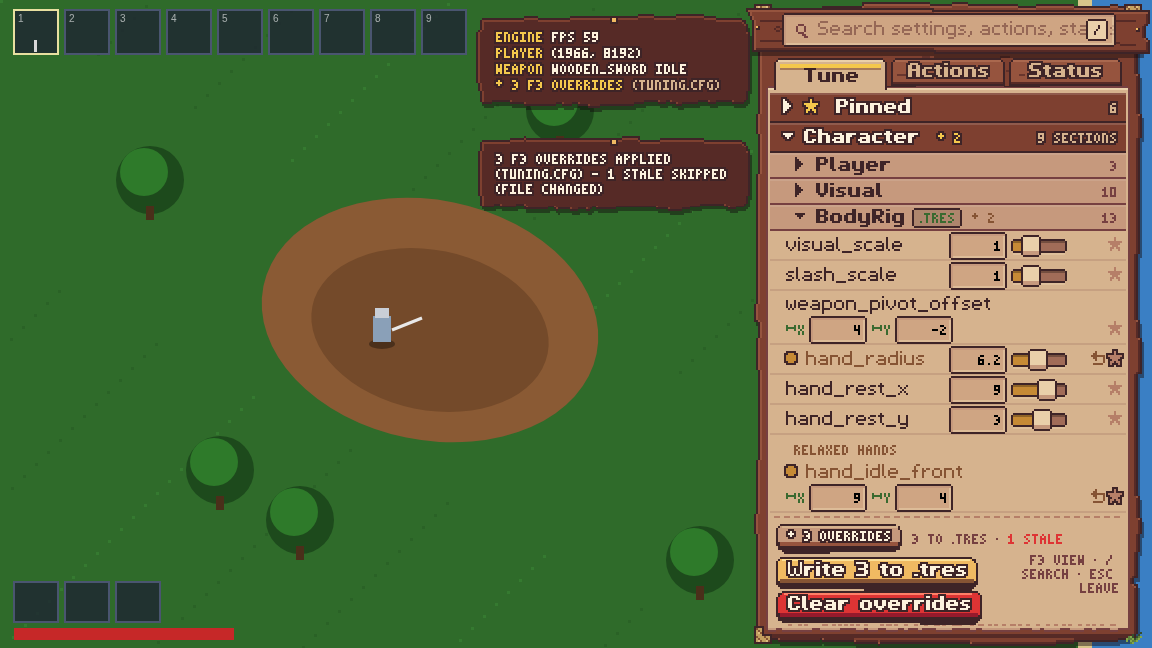 1 2 3 4 5 6 7 8 9
ENGINE FPS 59
PLAYER (1966, 8192)
WEAPON WOODEN_SWORD IDLE
+ 3 F3 OVERRIDES (TUNING.CFG)
3 F3 OVERRIDES APPLIED
(TUNING.CFG) - 1 STALE SKIPPED
(FILE CHANGED)
Search settings, actions, sta /
Tune Actions Status
Pinned 6
Character + 2 9 SECTIONS
Player 3
Visual 10
BodyRig .TRES + 2 13
visual_scale 1
slash_scale 1
weapon_pivot_offset
X 4 Y -2
hand_radius 6.2
hand_rest_x 9
hand_rest_y 3
RELAXED HANDS
hand_idle_front
X 9 Y 4
+ 3 OVERRIDES 3 TO .TRES · 1 STALE
F3 VIEW · /
SEARCH · ESC
LEAVE
Write 3 to .tres
Clear overrides